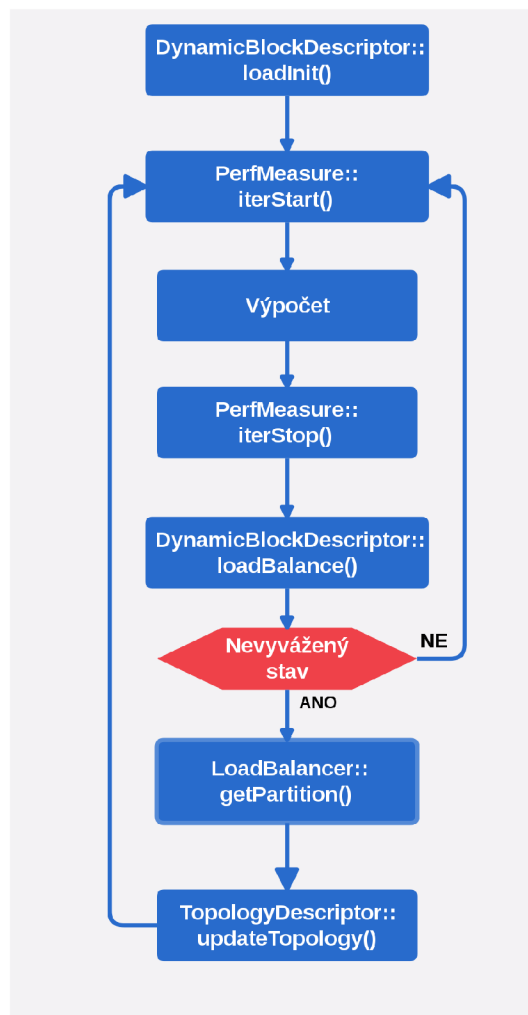 DynamicBlockDescriptor::
loadInit()
PerfMeasure::
iterStart()
Výpočet
PerfMeasure::
iterStop()
DynamicBlockDescriptor::
loadBalance()
Nevyvážený
stav
NE
ANO
LoadBalancer::
getPartition()
TopologyDescriptor::
updateTopology()